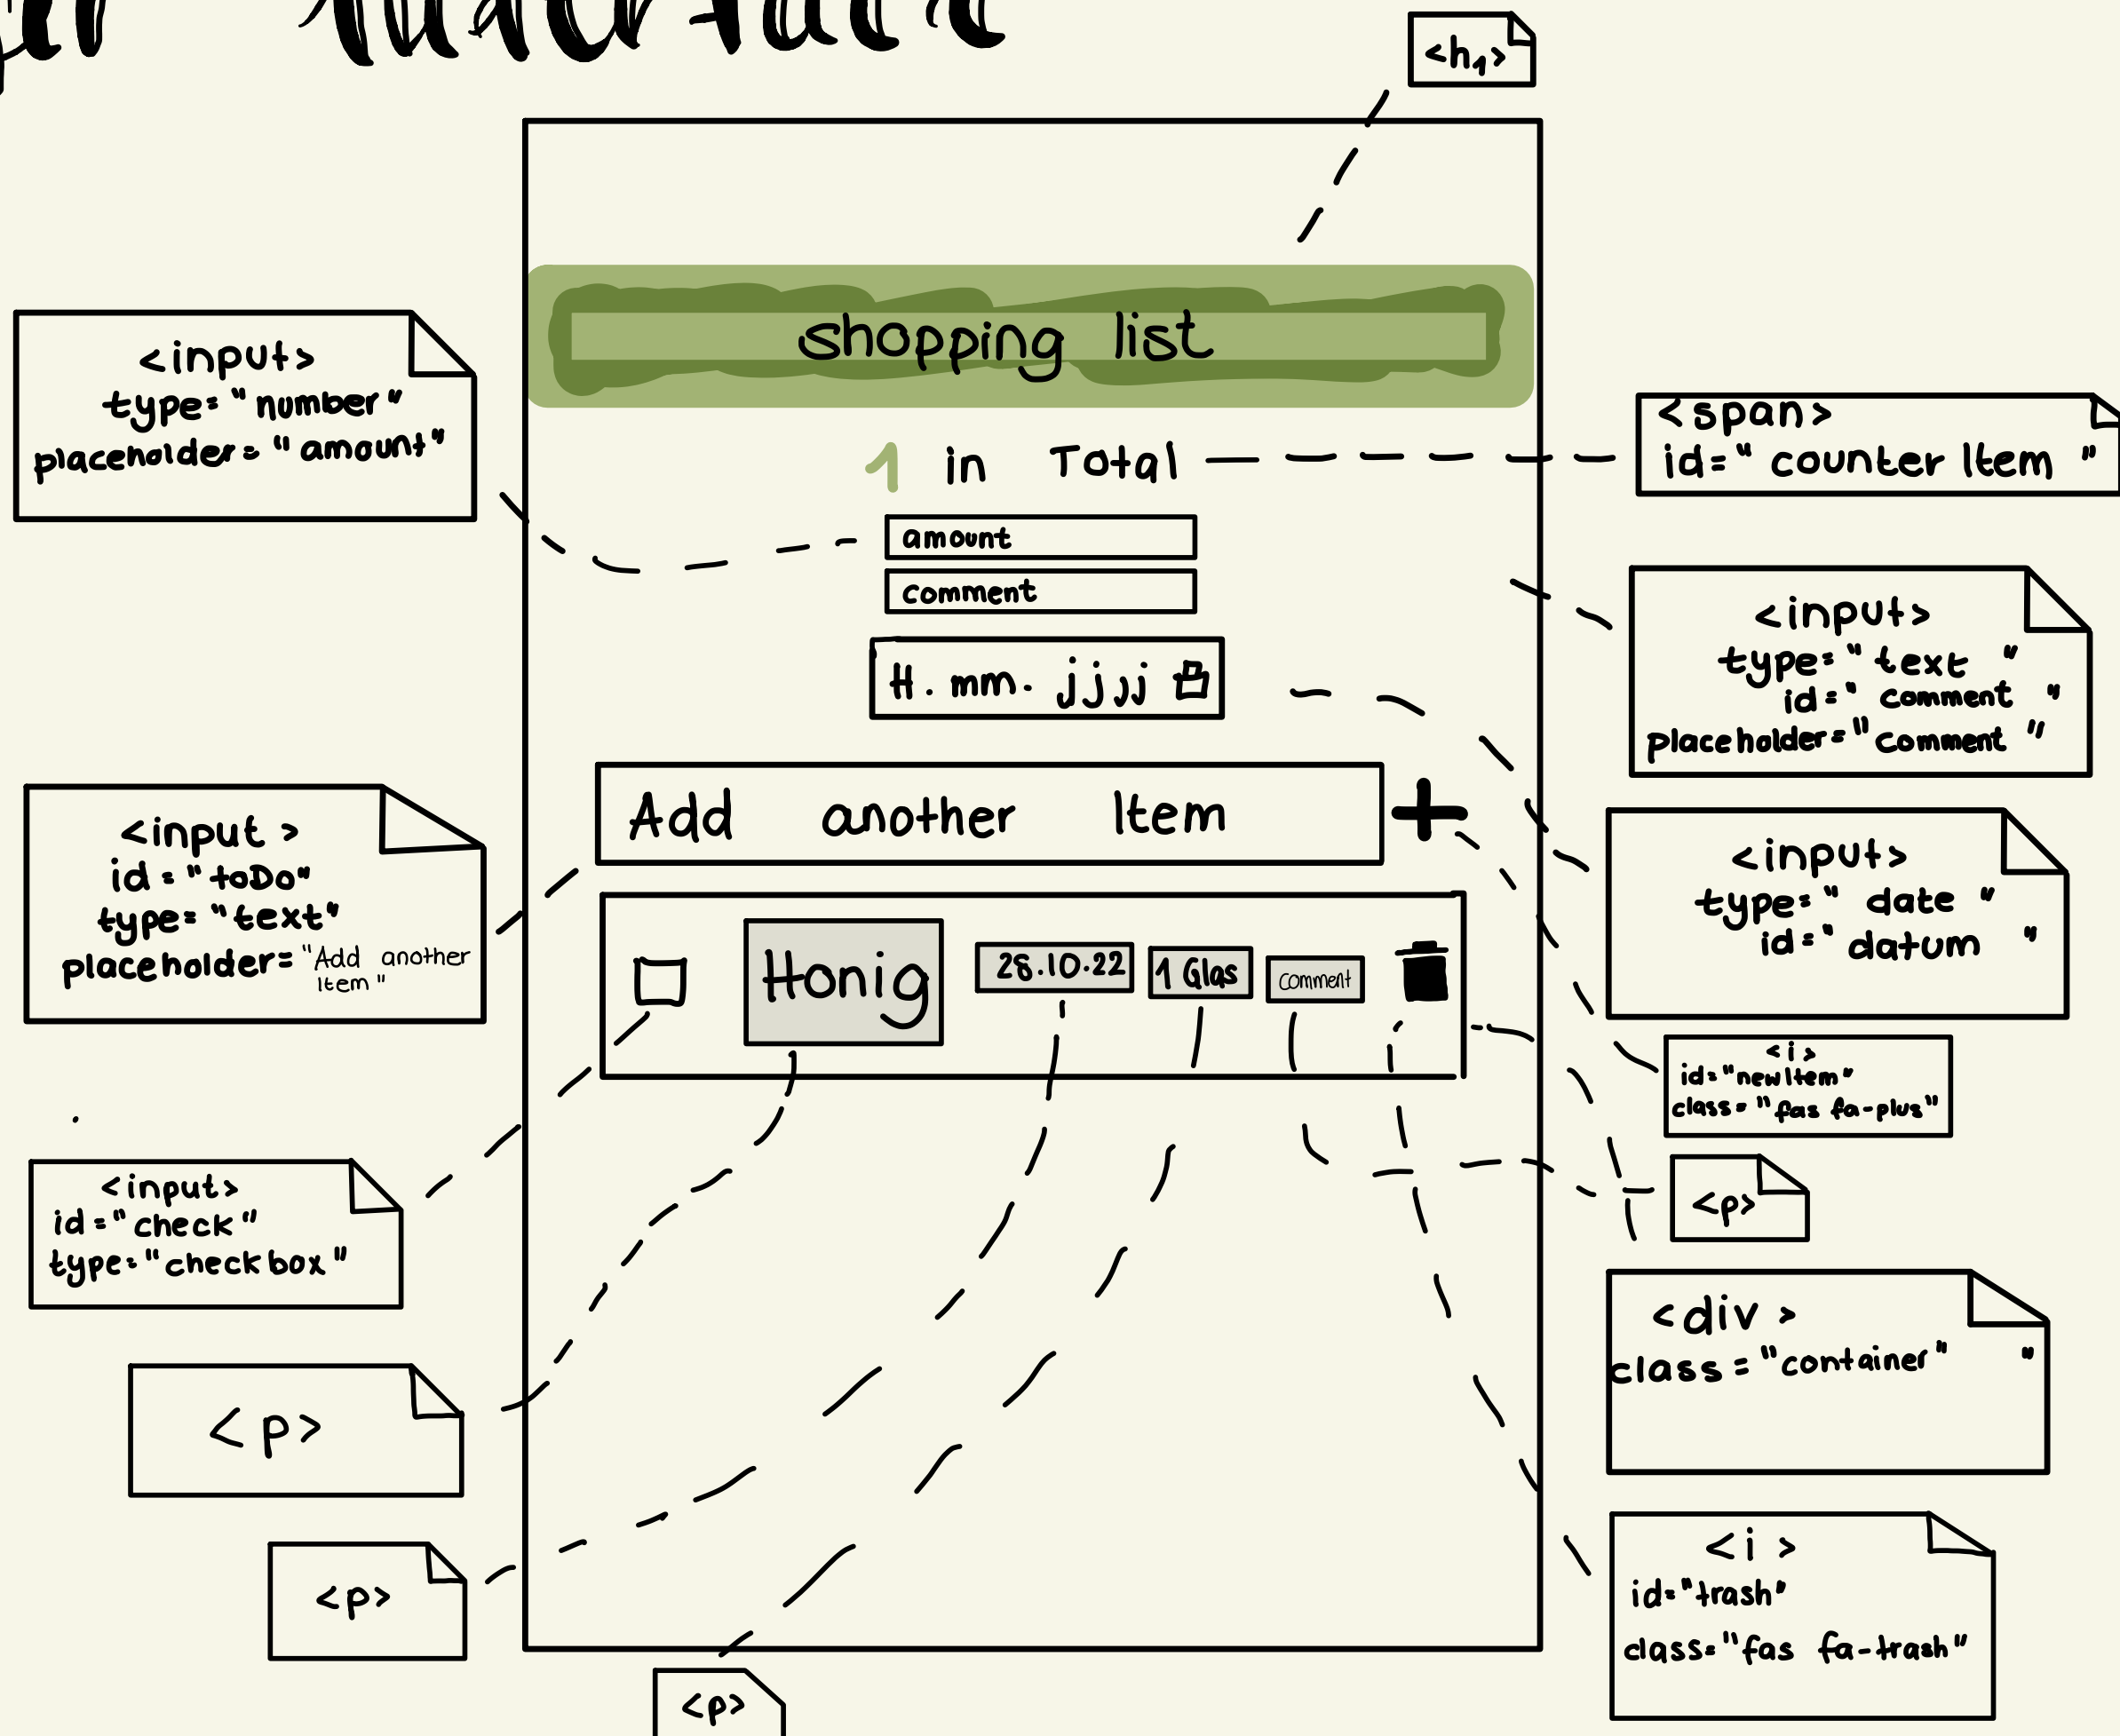 <h1>
shopping list
1 in Total
amount
comment
H. mm. jjjj
Add another Item +
Honig
28.10.22
1 Glas
comment
<input>
type="number"
placeholder="amount"
<input>
id="toDo"
type="text"
placeholder="Add another
Item"
<input>
id="check"
type="checkbox"
<p>
<p>
<p>
<span>
id="counter Item"
<input>
type="text"
id="comment"
placeholder="comment"
<input>
type="date"
id="datum"
<i>
id="newItem"
class="fas fa-plus"
<p>
<div>
class="container" "
<i>
id="trash"
class="fas fa-trash"